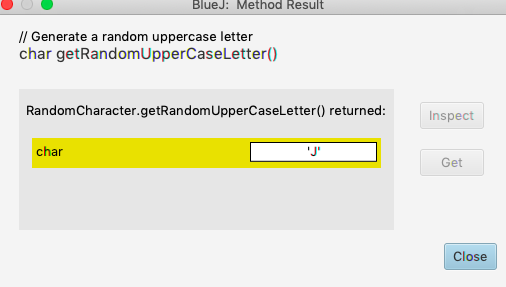 BlueJ: Method Result
// Generate a random uppercase letter
char getRandomUpperCaseLetter()
RandomCharacter.getRandomUpperCaseLetter() returned:
Inspect
char 'J'
Get
Close